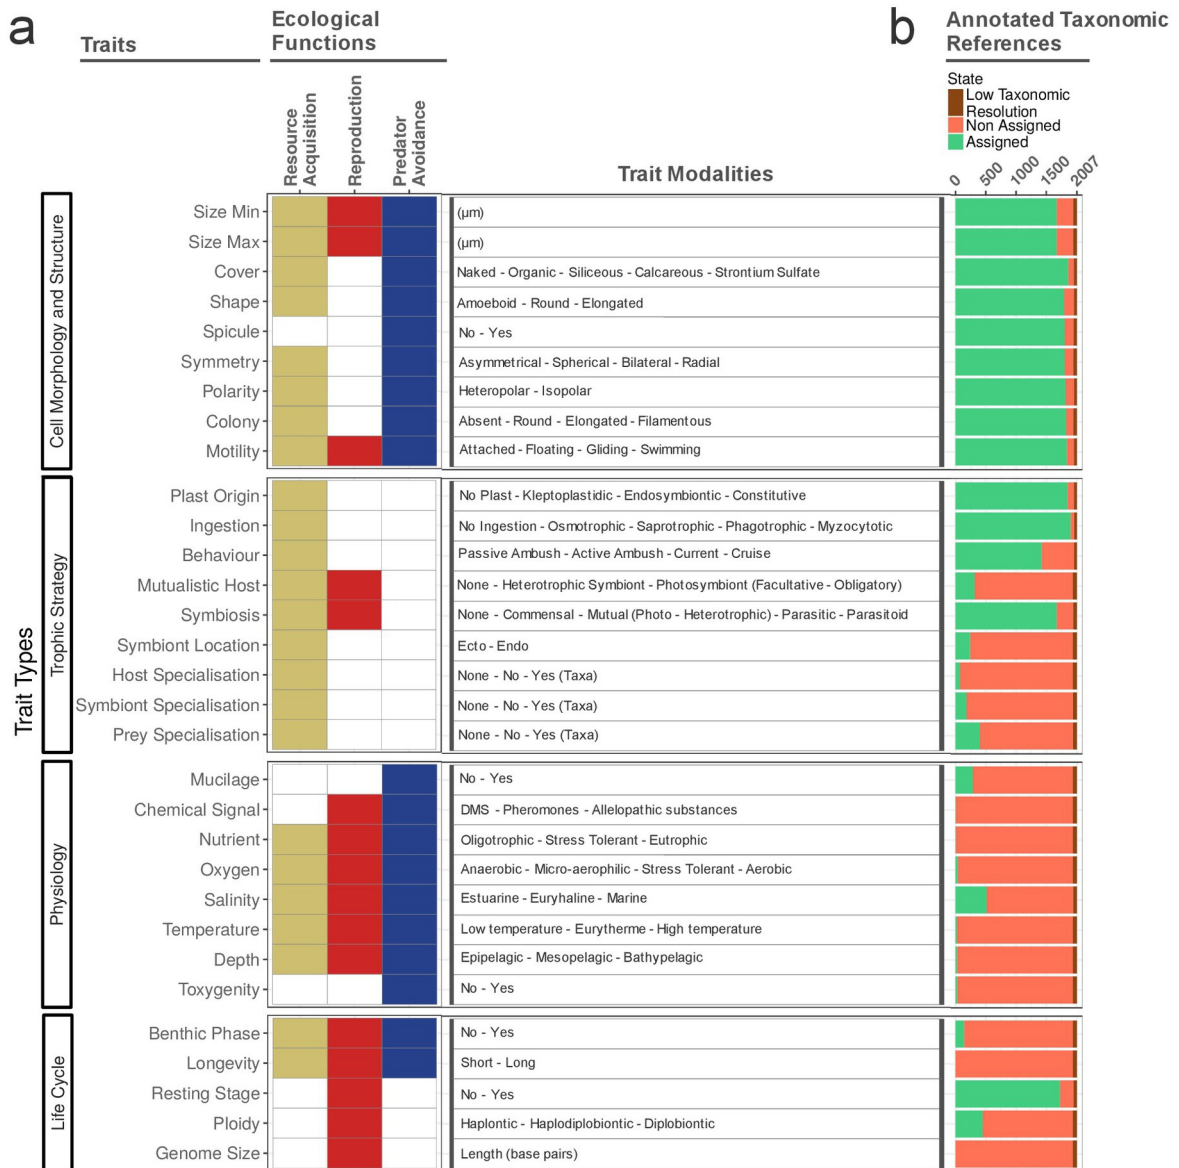 a
Traits
Ecological
Functions
b
Annotated Taxonomic
References
State
Low Taxonomic
Resolution
Non Assigned
Assigned
Resource
Acquisition
Reproduction
Predator
Avoidance
Trait Modalities
0
500
1000
1500
2007
Trait Types
Cell Morphology and Structure
Size Min
(µm)
Size Max
(µm)
Cover
Naked - Organic - Siliceous - Calcareous - Strontium Sulfate
Shape
Amoeboid - Round - Elongated
Spicule
No - Yes
Symmetry
Asymmetrical - Spherical - Bilateral - Radial
Polarity
Heteropolar - Isopolar
Colony
Absent - Round - Elongated - Filamentous
Motility
Attached - Floating - Gliding - Swimming
Trophic Strategy
Plast Origin
No Plast - Kleptoplastidic - Endosymbiontic - Constitutive
Ingestion
No Ingestion - Osmotrophic - Saprotrophic - Phagotrophic - Myzocytotic
Behaviour
Passive Ambush - Active Ambush - Current - Cruise
Mutualistic Host
None - Heterotrophic Symbiont - Photosymbiont (Facultative - Obligatory)
Symbiosis
None - Commensal - Mutual (Photo - Heterotrophic) - Parasitic - Parasitoid
Symbiont Location
Ecto - Endo
Host Specialisation
None - No - Yes (Taxa)
Symbiont Specialisation
None - No - Yes (Taxa)
Prey Specialisation
None - No - Yes (Taxa)
Physiology
Mucilage
No - Yes
Chemical Signal
DMS - Pheromones - Allelopathic substances
Nutrient
Oligotrophic - Stress Tolerant - Eutrophic
Oxygen
Anaerobic - Micro-aerophilic - Stress Tolerant - Aerobic
Salinity
Estuarine - Euryhaline - Marine
Temperature
Low temperature - Eurytherme - High temperature
Depth
Epipelagic - Mesopelagic - Bathypelagic
Toxygenity
No - Yes
Life Cycle
Benthic Phase
No - Yes
Longevity
Short - Long
Resting Stage
No - Yes
Ploidy
Haplontic - Haplodiplobiontic - Diplobiontic
Genome Size
Length (base pairs)